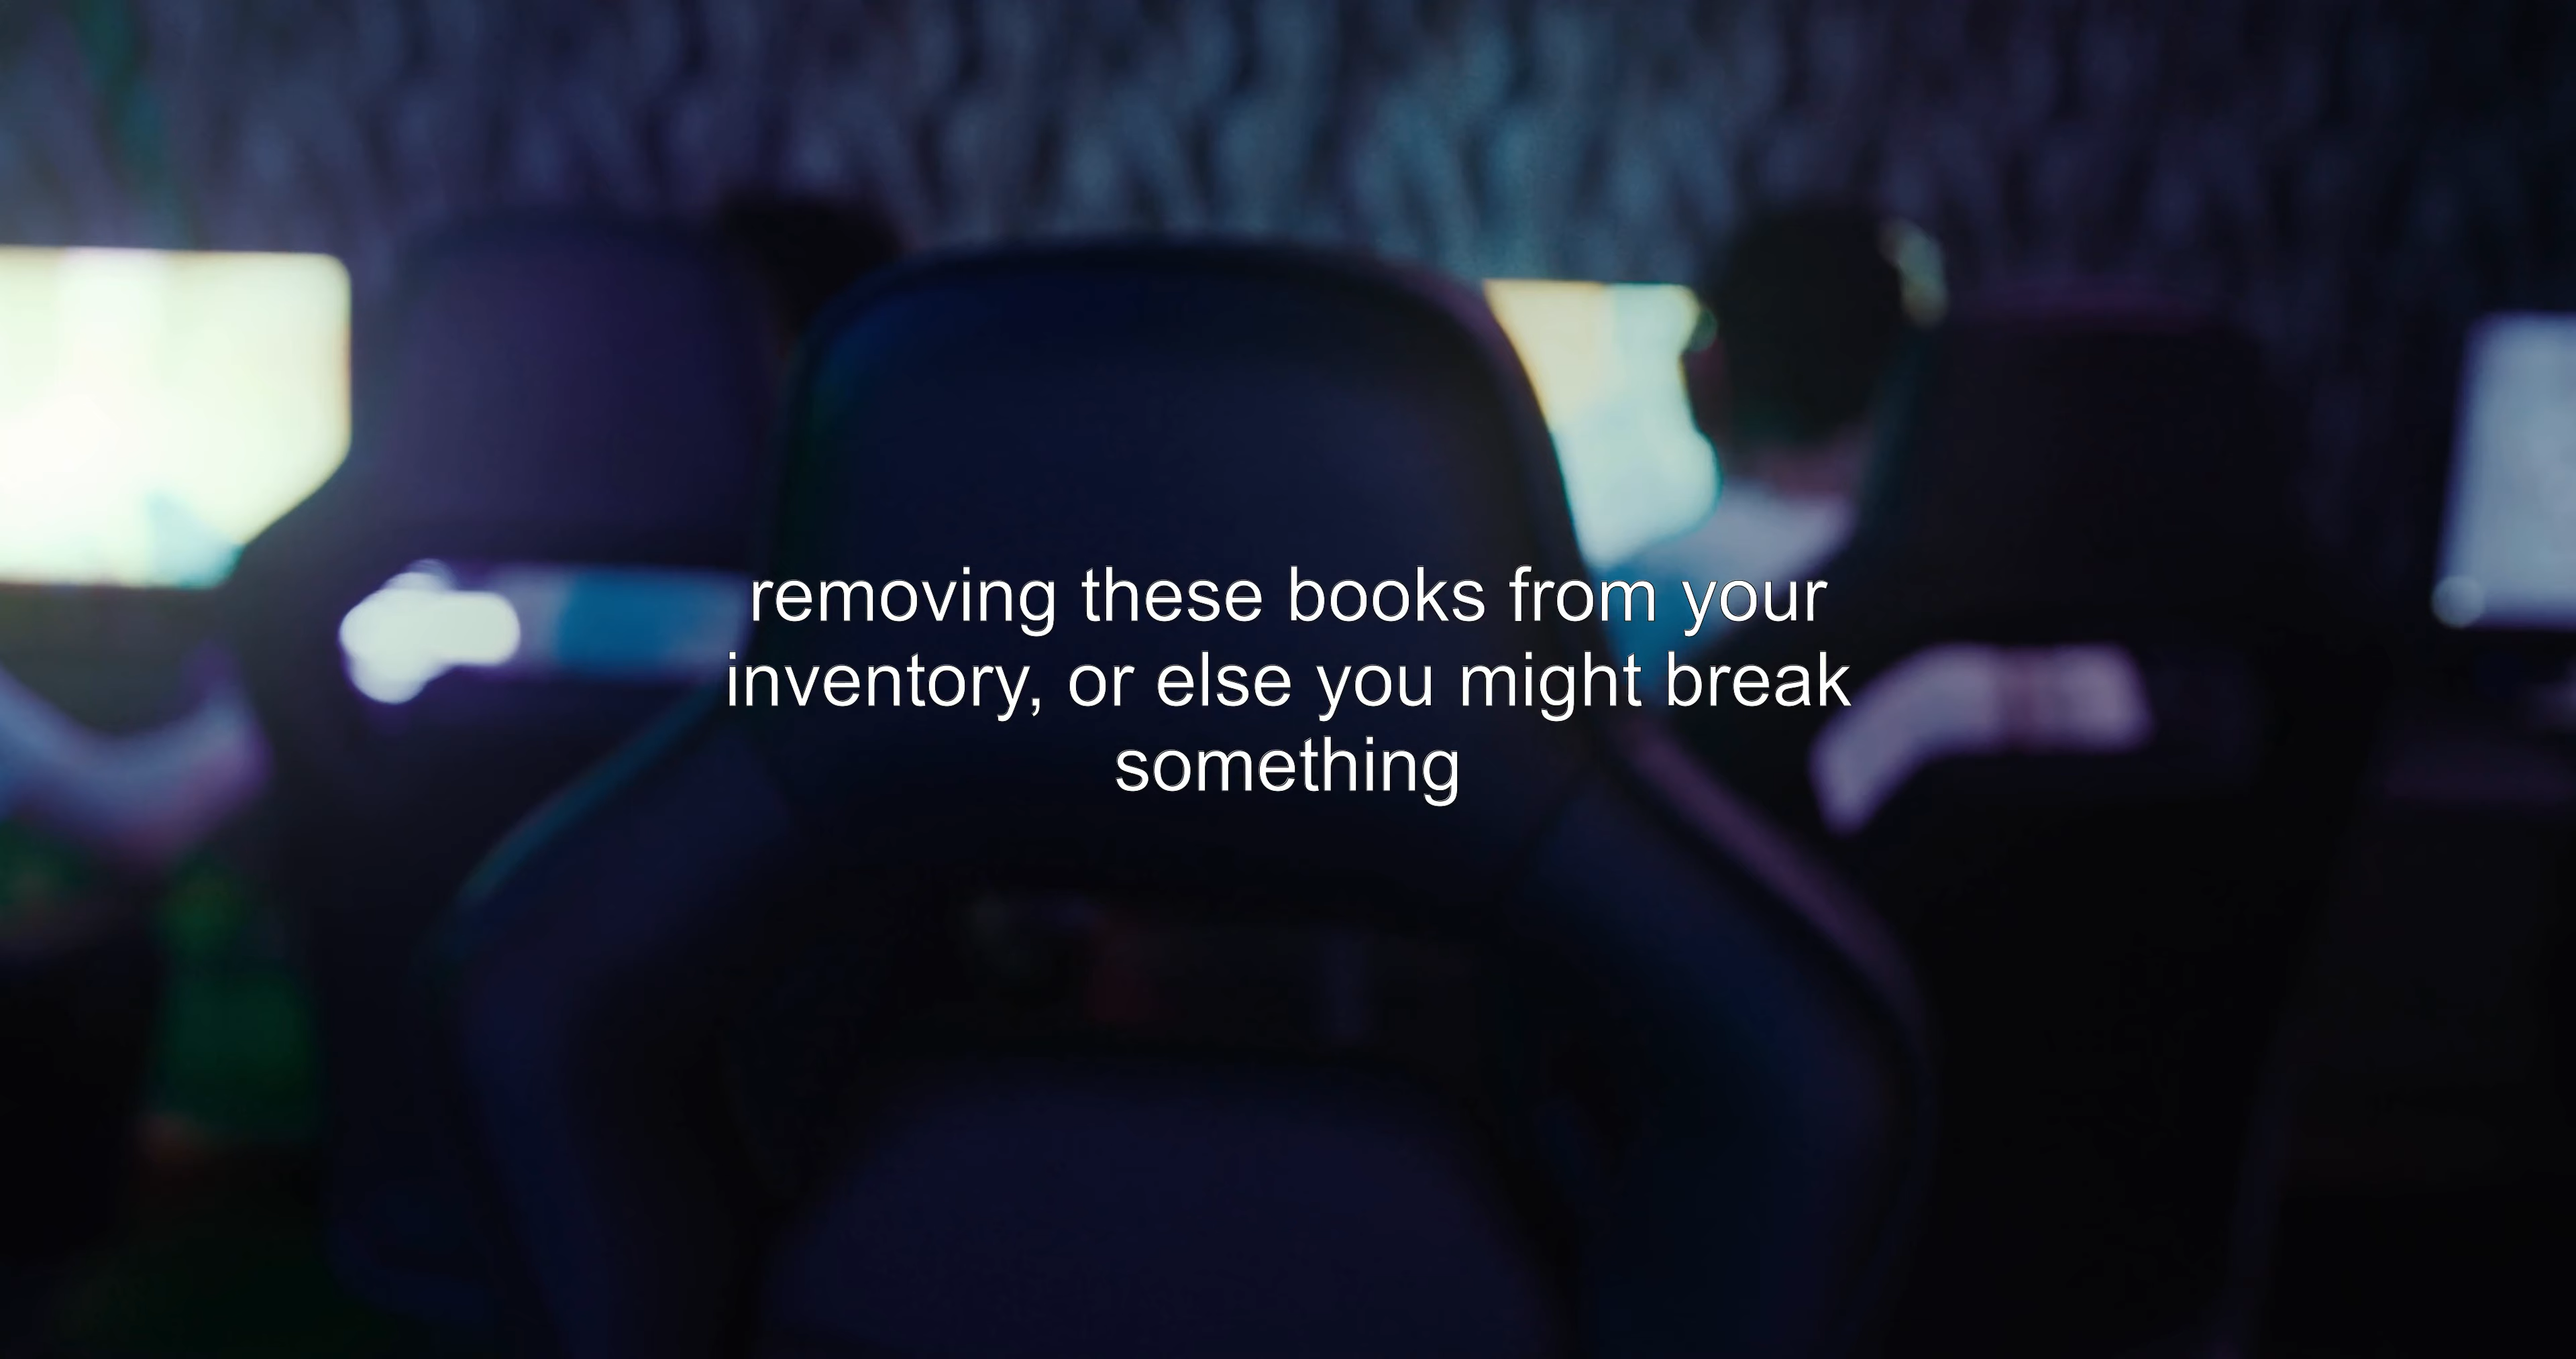 removing these books from your
inventory, or else you might break
something